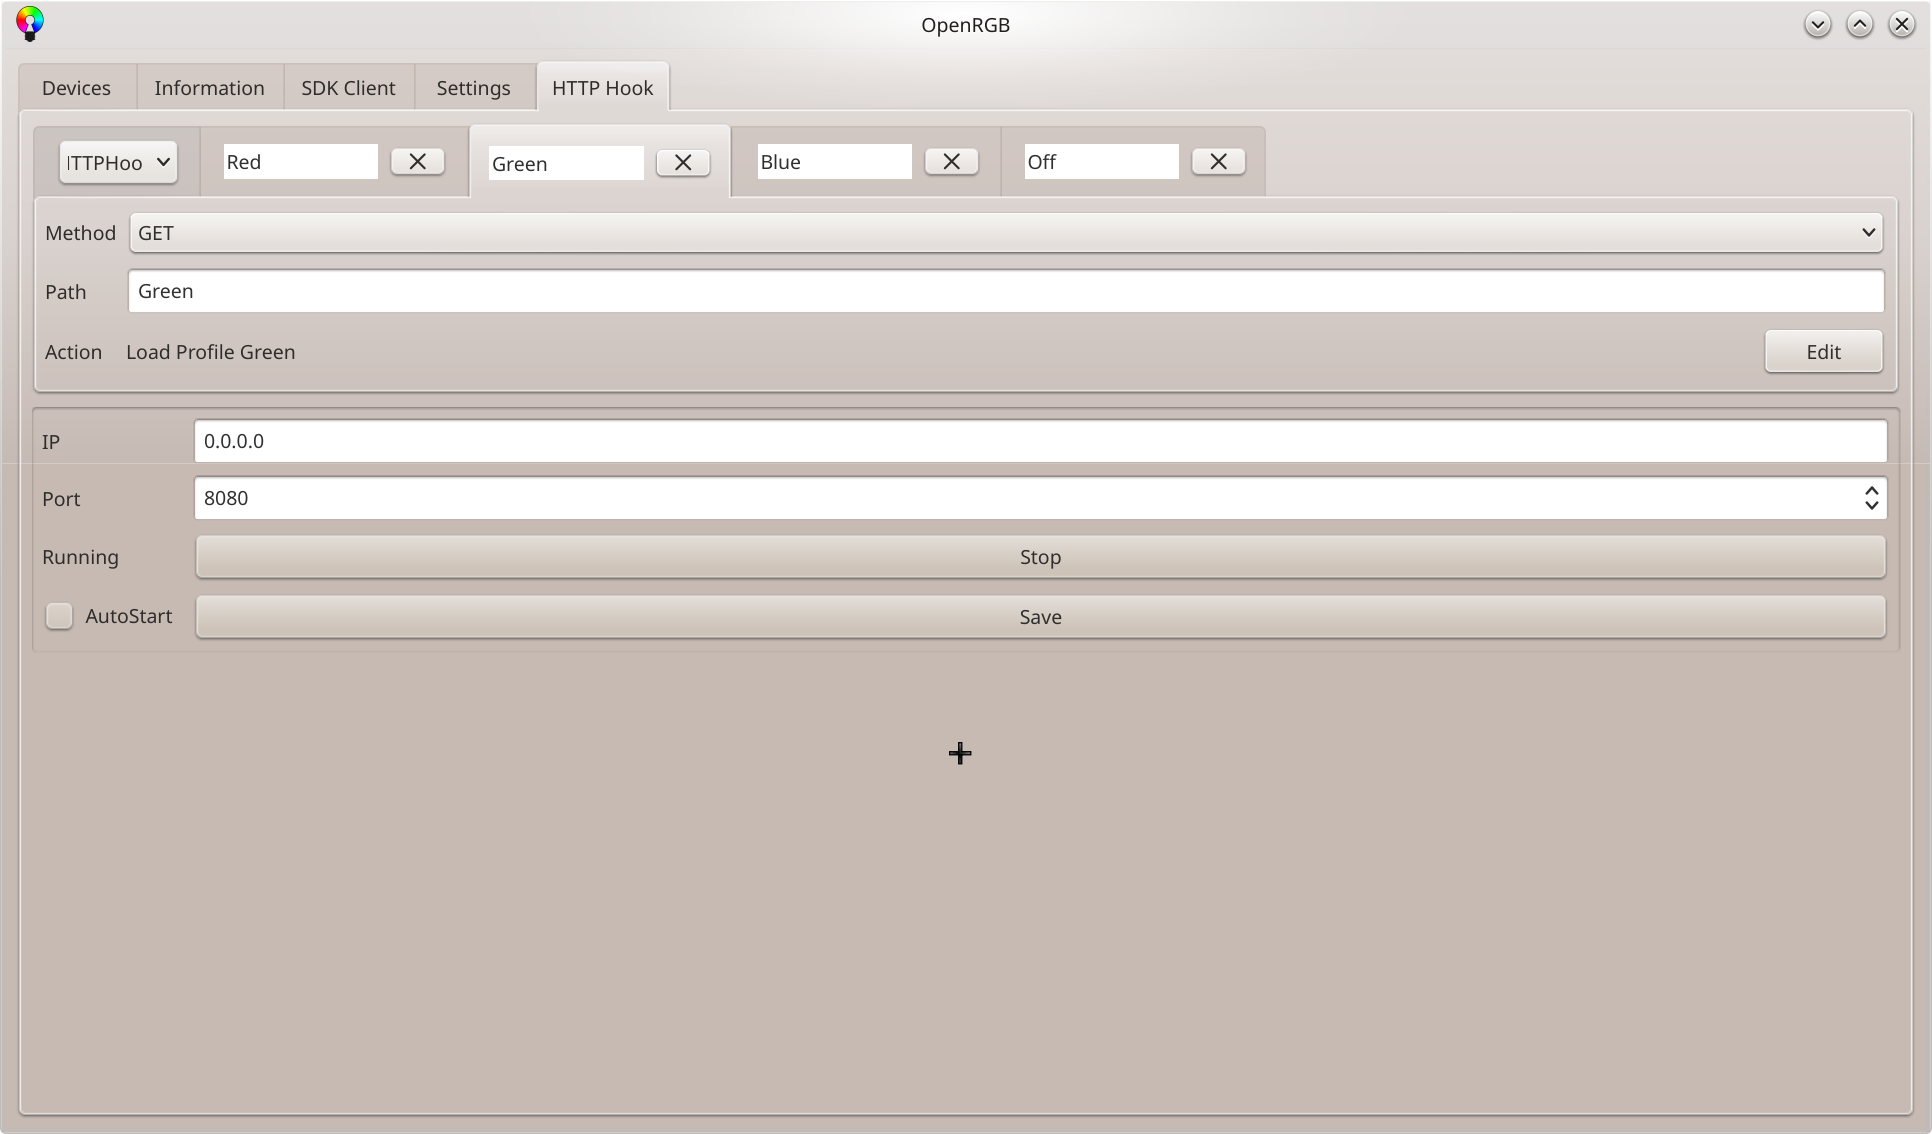 OpenRGB
Devices Information SDK Client Settings HTTP Hook
TTPHoo Red Green Blue Off
Method GET
Path Green
Action Load Profile Green Edit
IP 0.0.0.0
Port 8080
Running Stop
AutoStart Save